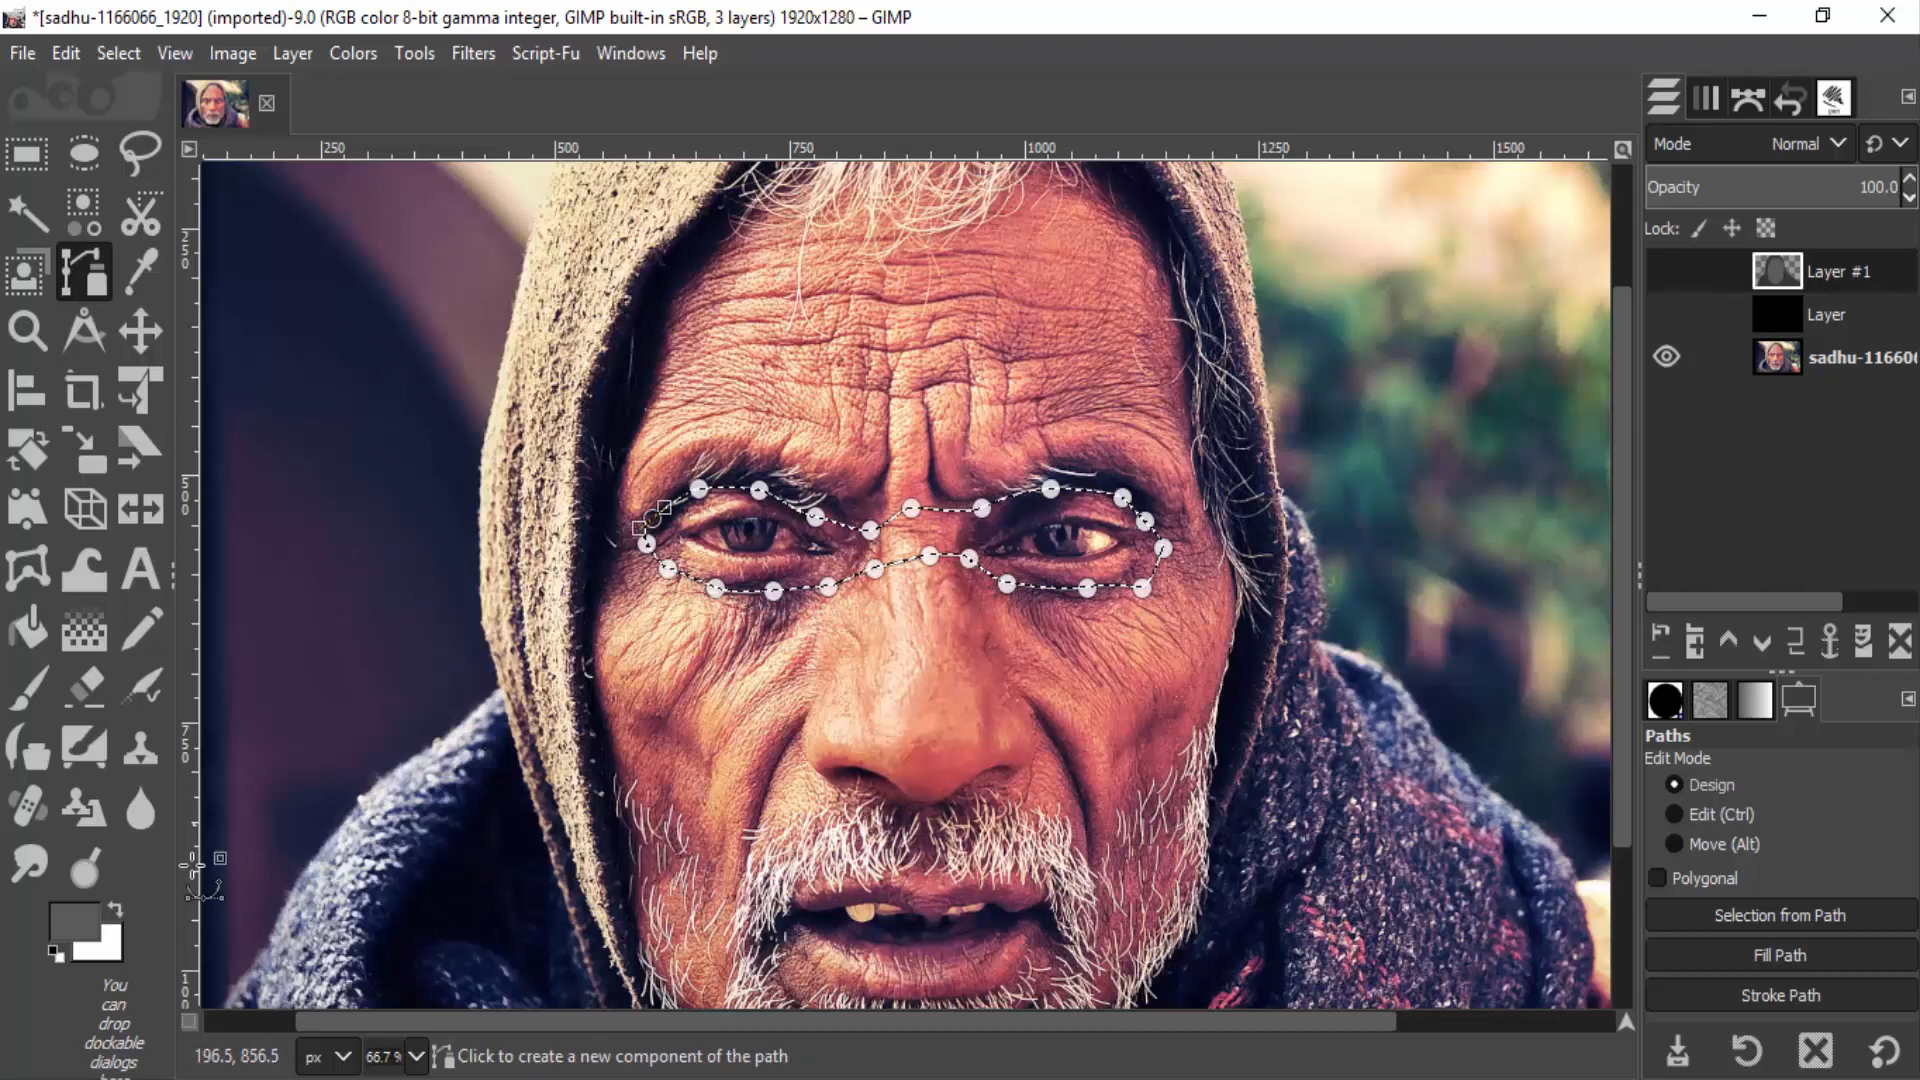 *[sadhu-1166066_1920] (imported)-9.0 (RGB color 8-bit gamma integer, GIMP built-in sRGB, 3 layers) 1920x1280 – GIMP
File Edit Select View Image Layer Colors Tools Filters Script-Fu Windows Help
250 500 750 1000 1250 1500
Mode Normal
Opacity 100.0
Lock:
Layer #1
Layer
sadhu-116606
250
500
750
Paths
Edit Mode
Design
Edit (Ctrl)
Move (Alt)
Polygonal
Selection from Path
Fill Path
Stroke Path
You
can
drop
dockable
dialogs
196.5, 856.5 px 66.7 % Click to create a new component of the path